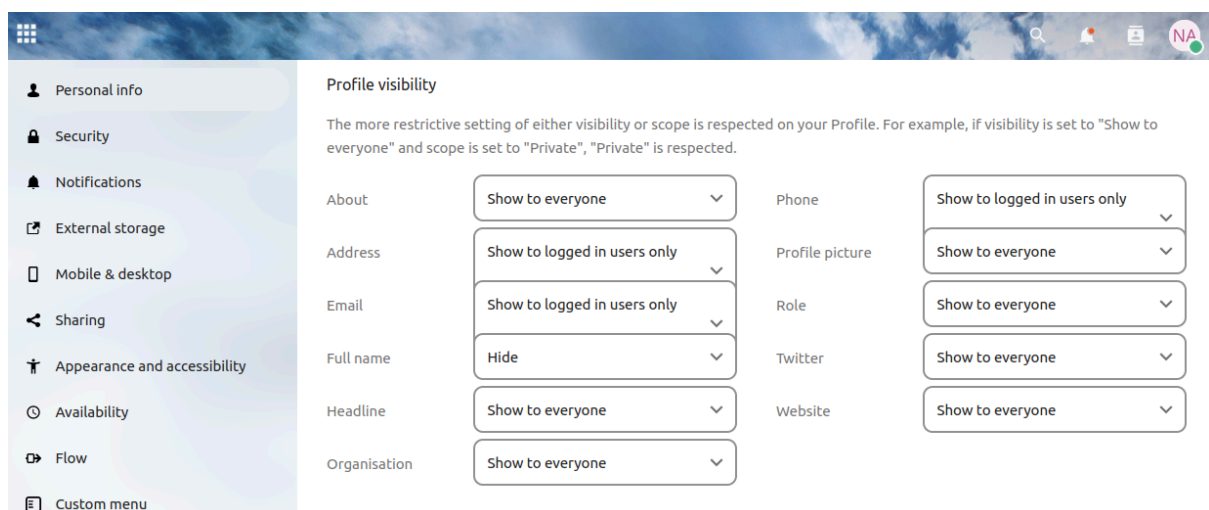 NA
Personal info
Security
Notifications
External storage
Mobile & desktop
Sharing
Appearance and accessibility
Availability
Flow
Custom menu
Profile visibility
The more restrictive setting of either visibility or scope is respected on your Profile. For example, if visibility is set to "Show to
everyone" and scope is set to "Private", "Private" is respected.
About Show to everyone
Address Show to logged in users only
Email Show to logged in users only
Full name Hide
Headline Show to everyone
Organisation Show to everyone
Phone Show to logged in users only
Profile picture Show to everyone
Role Show to everyone
Twitter Show to everyone
Website Show to everyone